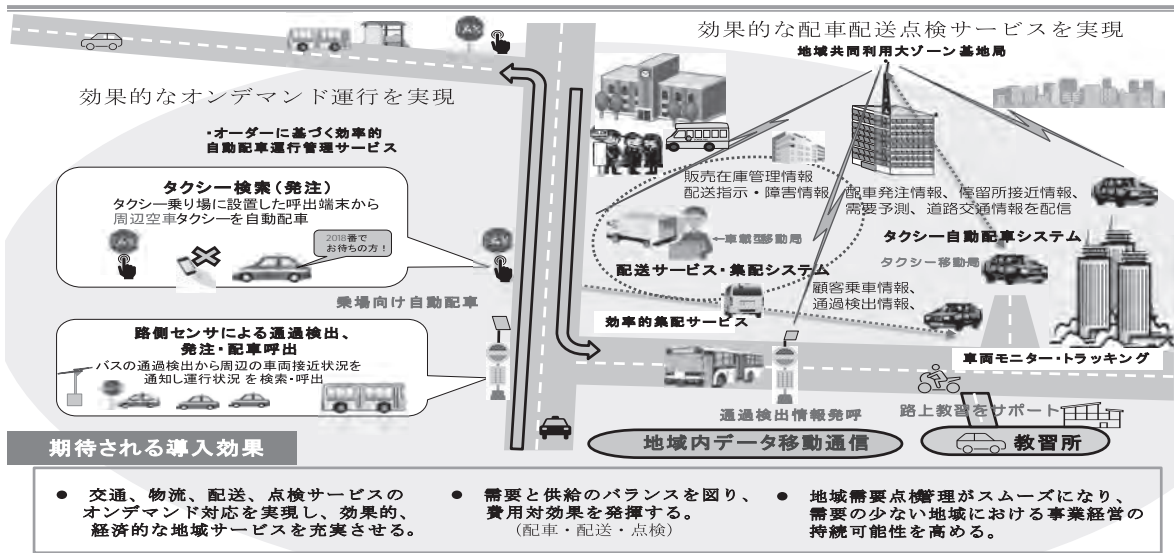 効果的な配車配送点検サービスを実現
地域共同利用大ゾーン基地局
効果的なオンデマンド運行を実現
・オーダーに基づく効率的
自動配車運行管理サービス
タクシー検索(発注)
タクシー乗り場に設置した呼出端末から
周辺空車タクシーを自動配車
2018番で
お待ちの方!
乗場向け自動配車
路側センサによる通過検出、
発注・配車呼出
バスの通過検出から周辺の車両接近状況を
通知し運行状況 を検索・呼出
販売在庫管理情報
配送指示・障害情報
←車載型移動局
配送サービス・集配システム
効率的集配サービス
配車発注情報、停留所接近情報、
需要予測、道路交通情報を配信
タクシー自動配車システム
タクシー移動局
顧客乗車情報、
通過検出情報、
車両モニター・トラッキング
通過検出情報発呼
路上教習をサポート
地域内データ移動通信
教習所
期待される導入効果
● 交通、物流、配送、点検サービスの
オンデマンド対応を実現し、効果的、
経済的な地域サービスを充実させる。
● 需要と供給のバランスを図り、
費用対効果を発揮する。
(配車・配送・点検)
● 地域需要点検管理がスムーズになり、
需要の少ない地域における事業経営の
持続可能性を高める。